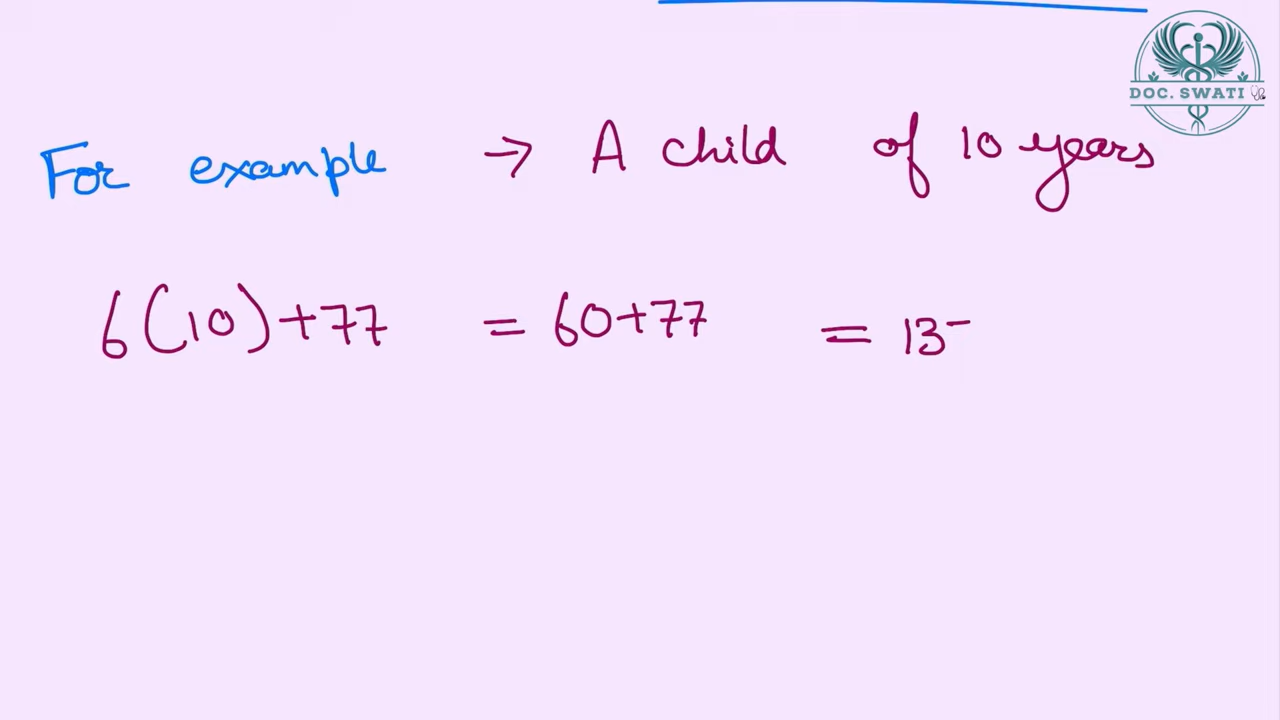 DOC. SWATI
For example → A child of 10 years
6(10)+77 = 60+77 = 13